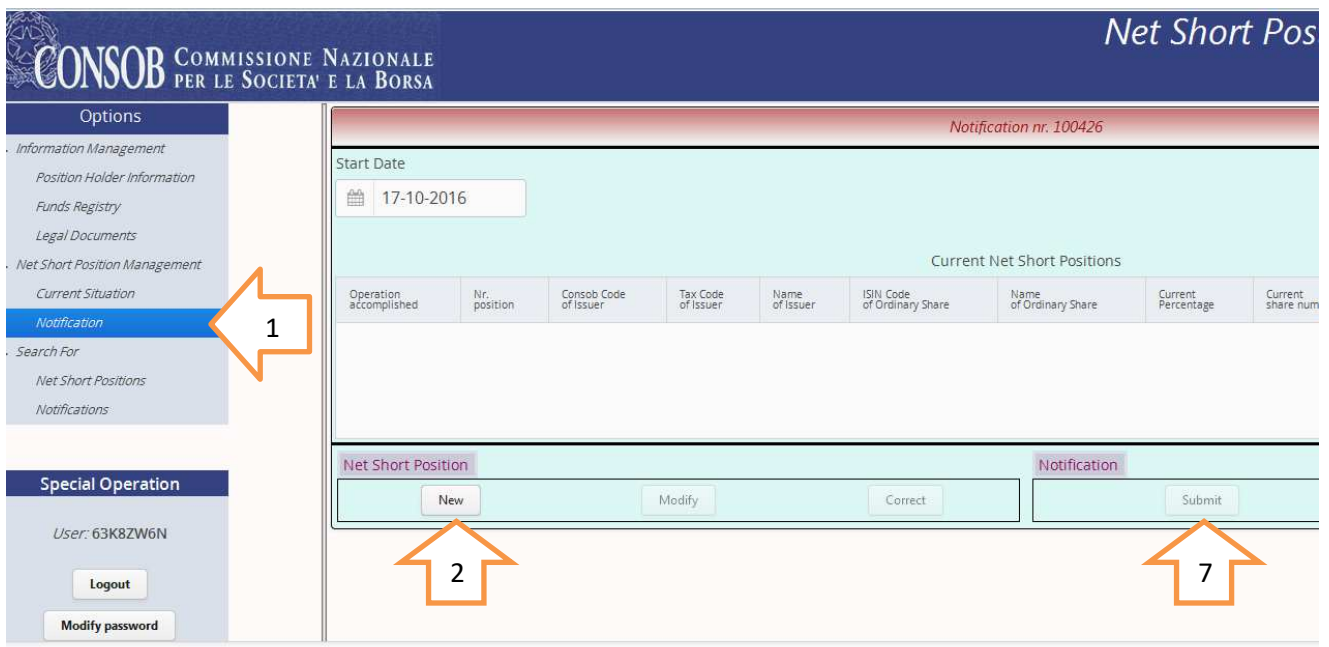 Net Short Pos
CONSOB COMMISSIONE NAZIONALE
PER LE SOCIETA' E LA BORSA
Options
Information Management
Position Holder Information
Funds Registry
Legal Documents
Net Short Position Management
Current Situation
Notification
1
Search For
Net Short Positions
Notifications
Special Operation
User: 63K8ZW6N
Logout
Modify password
Notification nr. 100426
Start Date
17-10-2016
Current Net Short Positions
Operation accomplished
Nr. position
Consob Code of Issuer
Tax Code of Issuer
Name of Issuer
ISIN Code of Ordinary Share
Name of Ordinary Share
Current Percentage
Current share num
Net Short Position
New
Modify
Correct
Notification
Submit
2
7